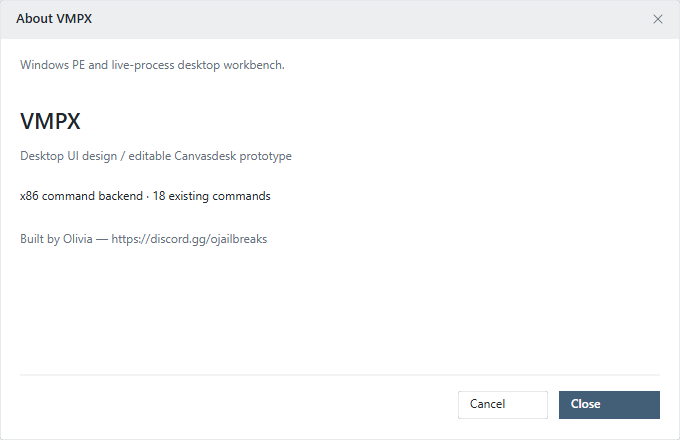 About VMPX
Windows PE and live-process desktop workbench.
VMPX
Desktop UI design / editable Canvasdesk prototype
x86 command backend · 18 existing commands
Built by Olivia — https://discord.gg/ojailbreaks
Cancel
Close